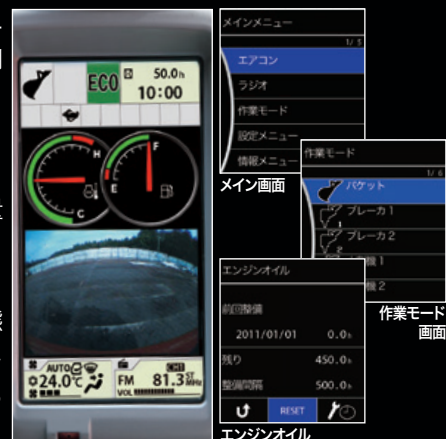 ECO
50.0h
10:00
H
C
F
E
AUTO
24.0℃
FM
CH1
81.3 ST MHz
VOL
メインメニュー
1/ 5
エアコン
ラジオ
作業モード
設定メニュー
情報メニュー
メイン画面
作業モード
1/ 6
バケット
ブレーカ1
1
ブレーカ2
2
機1
機2
作業モード
画面
エンジンオイル
前回整備
2011/01/01 0.0h
残り 450.0h
整備間隔 500.0h
RESET
エンジンオイル